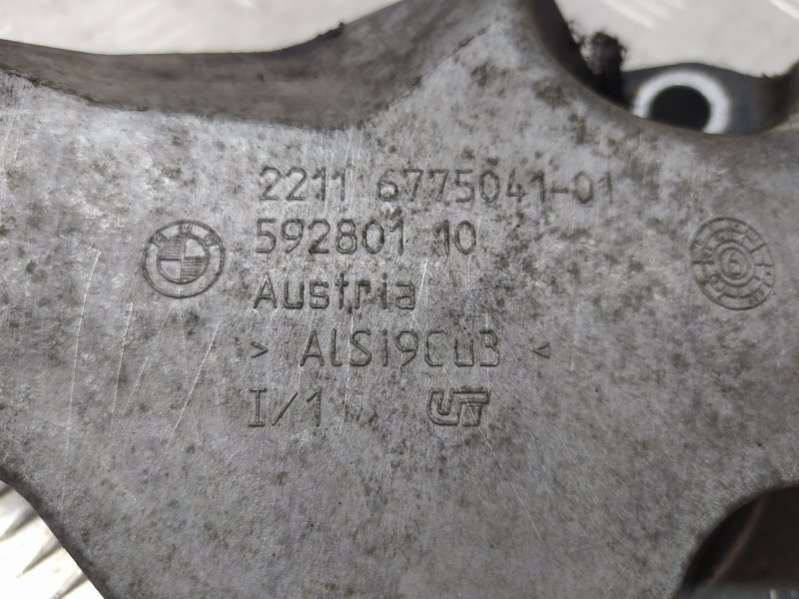 2211 6775041-01
592801 10
Austria
> AlSi9Cu3 <
I/1